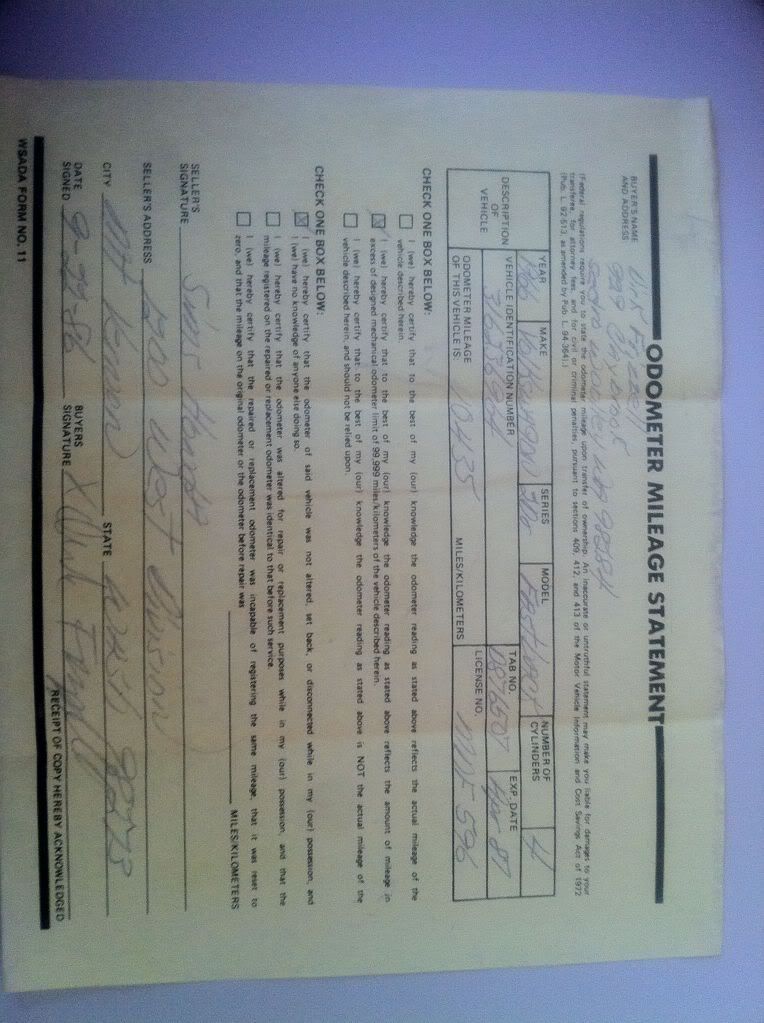 ODOMETER MILEAGE STATEMENT
BUYER'S NAME
AND ADDRESS
(Federal regulations require you to state the odometer mileage upon transfer of ownership. An inaccurate or untruthful statement may make you liable for damages to your
transferee, for attorney fees, and for civil or criminal penalties, pursuant to sections 409, 412, and 413 of the Motor Vehicle Information and Cost Savings Act of 1972
(Pub. L. 92-513, as amended by Pub. L. 94-364).)
DESCRIPTION OF VEHICLE
YEAR 1966 MAKE Volkswagen SERIES MODEL Fastback NUMBER OF CYLINDERS 4
VEHICLE IDENTIFICATION NUMBER TAB NO. EXP. DATE Apr 87
ODOMETER MILEAGE OF THIS VEHICLE IS: 10435 MILES/KILOMETERS LICENSE NO. 596
CHECK ONE BOX BELOW:
I (we) hereby certify that to the best of my (our) knowledge the odometer reading as stated above reflects the actual mileage of the
vehicle described herein.
I (we) hereby certify that to the best of my (our) knowledge the odometer reading as stated above reflects the amount of mileage in
excess of designed mechanical odometer limit of 99,999 miles/kilometers of the vehicle described herein.
I (we) hereby certify that to the best of my (our) knowledge the odometer reading as stated above is NOT the actual mileage of the
vehicle described herein, and should not be relied upon.
CHECK ONE BOX BELOW:
I (we) hereby certify that the odometer of said vehicle was not altered, set back, or disconnected while in my (our) possession, and
I (we) have no knowledge of anyone else doing so.
I (we) hereby certify that the odometer was altered for repair or replacement purposes while in my (our) possession, and that the
mileage registered on the repaired or replacement odometer was identical to that before such service.
I (we) hereby certify that the repaired or replacement odometer was incapable of registering the same mileage, that it was reset to
zero, and that the mileage on the original odometer or the odometer before repair was MILES/KILOMETERS
SELLER'S
SIGNATURE
SELLER'S ADDRESS West Division
CITY Mt Vernon STATE 98273
DATE
SIGNED 9-29-86 BUYERS
SIGNATURE X
RECEIPT OF COPY HEREBY ACKNOWLEDGED
WSADA FORM NO. 11